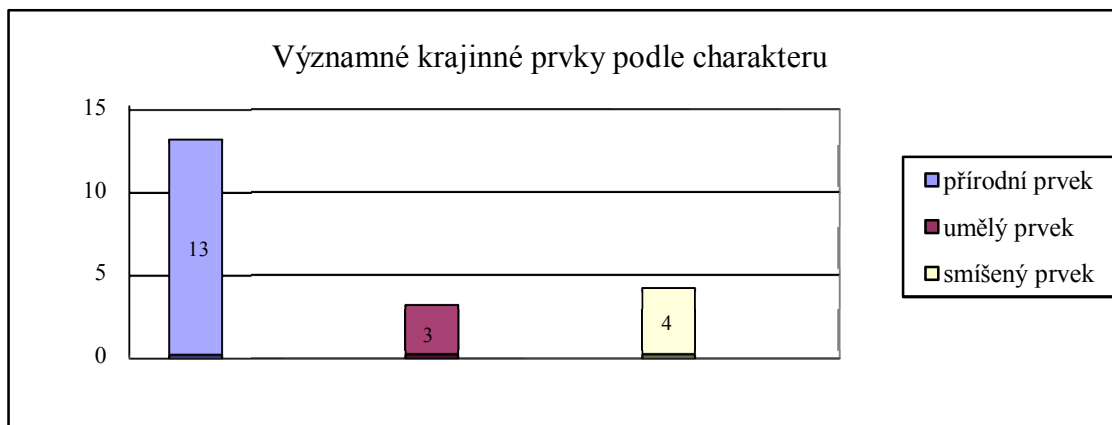 Významné krajinné prvky podle charakteru
15
10
5
0
13
3
4
přírodní prvek
umělý prvek
smíšený prvek